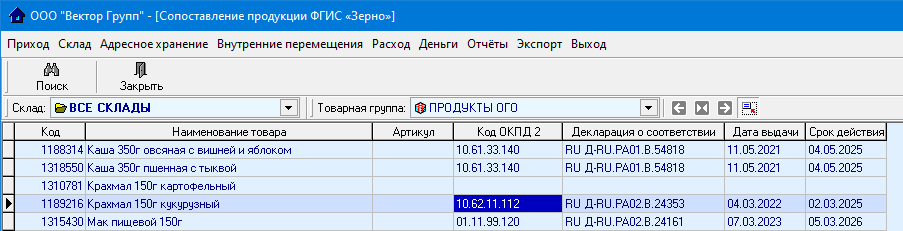 ООО "Вектор Групп" - [Сопоставление продукции ФГИС «Зерно»]
Приход Склад Адресное хранение Внутренние перемещения Расход Деньги Отчёты Экспорт Выход
Поиск Закрыть
Склад: ВСЕ СКЛАДЫ Товарная группа: ПРОДУКТЫ ОГО
Код Наименование товара Артикул Код ОКПД 2 Декларация о соответствии Дата выдачи Срок действия
1188314 Каша 350г овсяная с вишней и яблоком 10.61.33.140 RU Д-RU.РА01.В.54818 11.05.2021 04.05.2025
1318550 Каша 350г пшенная с тыквой 10.61.33.140 RU Д-RU.РА01.В.54818 11.05.2021 04.05.2025
1310781 Крахмал 150г картофельный
1189216 Крахмал 150г кукурузный 10.62.11.112 RU Д-RU.РА02.В.24353 04.03.2022 02.03.2025
1315430 Мак пищевой 150г 01.11.99.120 RU Д-RU.РА02.В.24161 07.03.2023 05.03.2026